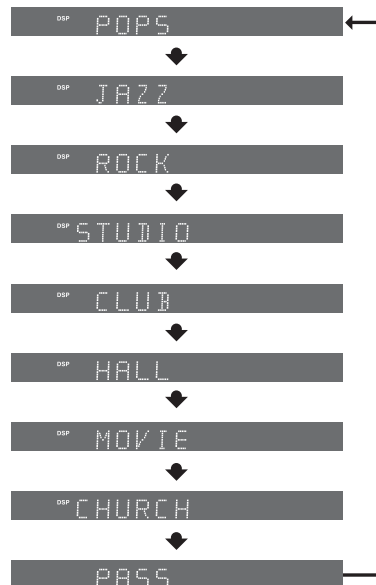 DSP POPS
DSP JAZZ
DSP ROCK
DSP STUDIO
DSP CLUB
DSP HALL
DSP MOVIE
DSP CHURCH
PASS